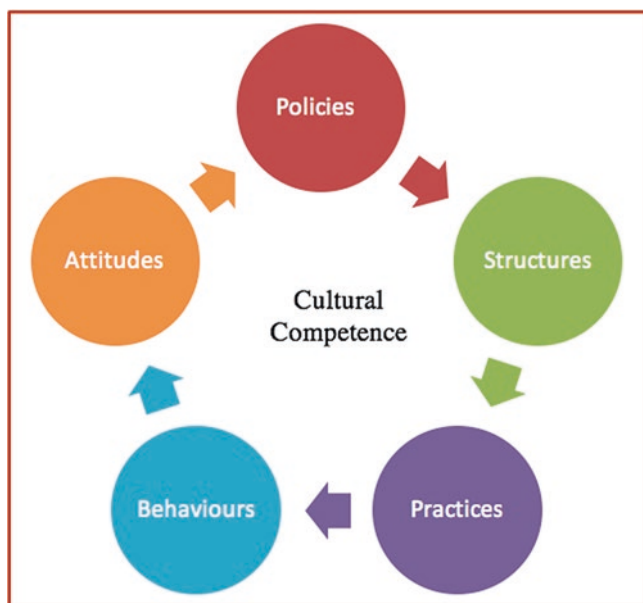 Policies
Structures
Practices
Behaviours
Attitudes
Cultural
Competence